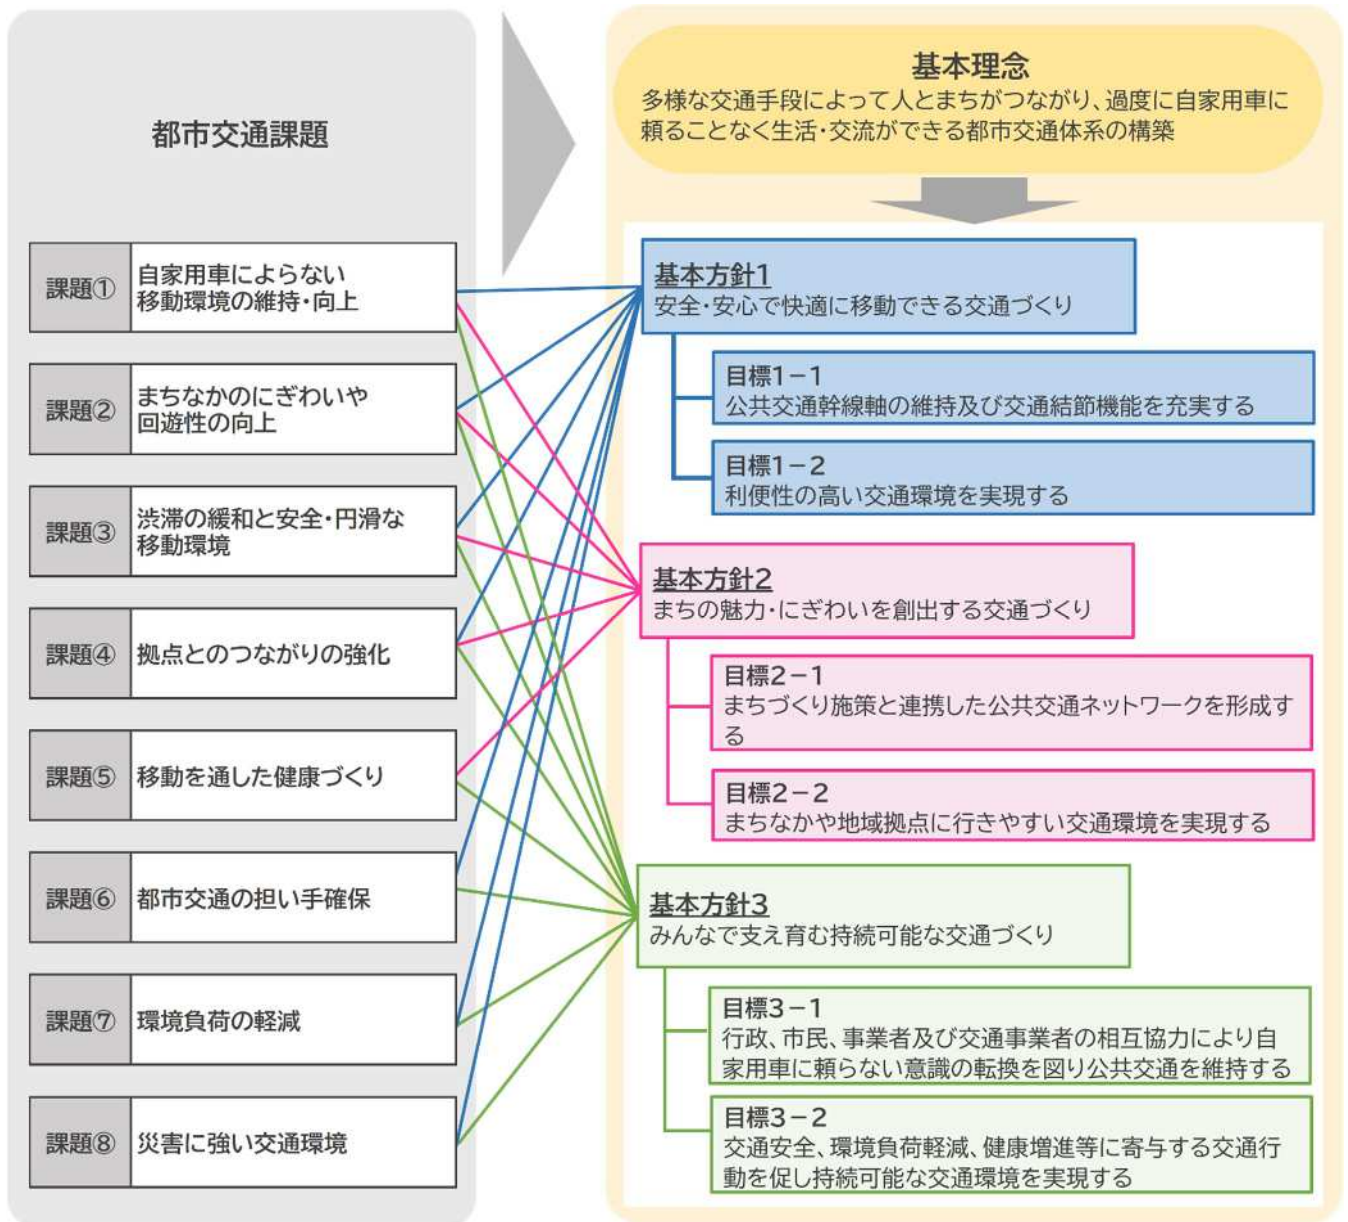 都市交通課題
課題①
自家用車によらない
移動環境の維持・向上
課題②
まちなかのにぎわいや
回遊性の向上
課題③
渋滞の緩和と安全・円滑な
移動環境
課題④
拠点とのつながりの強化
課題⑤
移動を通した健康づくり
課題⑥
都市交通の担い手確保
課題⑦
環境負荷の軽減
課題⑧
災害に強い交通環境
基本理念
多様な交通手段によって人とまちがつながり、過度に自家用車に
頼ることなく生活・交流ができる都市交通体系の構築
基本方針1
安全・安心で快適に移動できる交通づくり
目標1－1
公共交通幹線軸の維持及び交通結節機能を充実する
目標1－2
利便性の高い交通環境を実現する
基本方針2
まちの魅力・にぎわいを創出する交通づくり
目標2－1
まちづくり施策と連携した公共交通ネットワークを形成す
る
目標2－2
まちなかや地域拠点に行きやすい交通環境を実現する
基本方針3
みんなで支え育む持続可能な交通づくり
目標3－1
行政、市民、事業者及び交通事業者の相互協力により自
家用車に頼らない意識の転換を図り公共交通を維持する
目標3－2
交通安全、環境負荷軽減、健康増進等に寄与する交通行
動を促し持続可能な交通環境を実現する